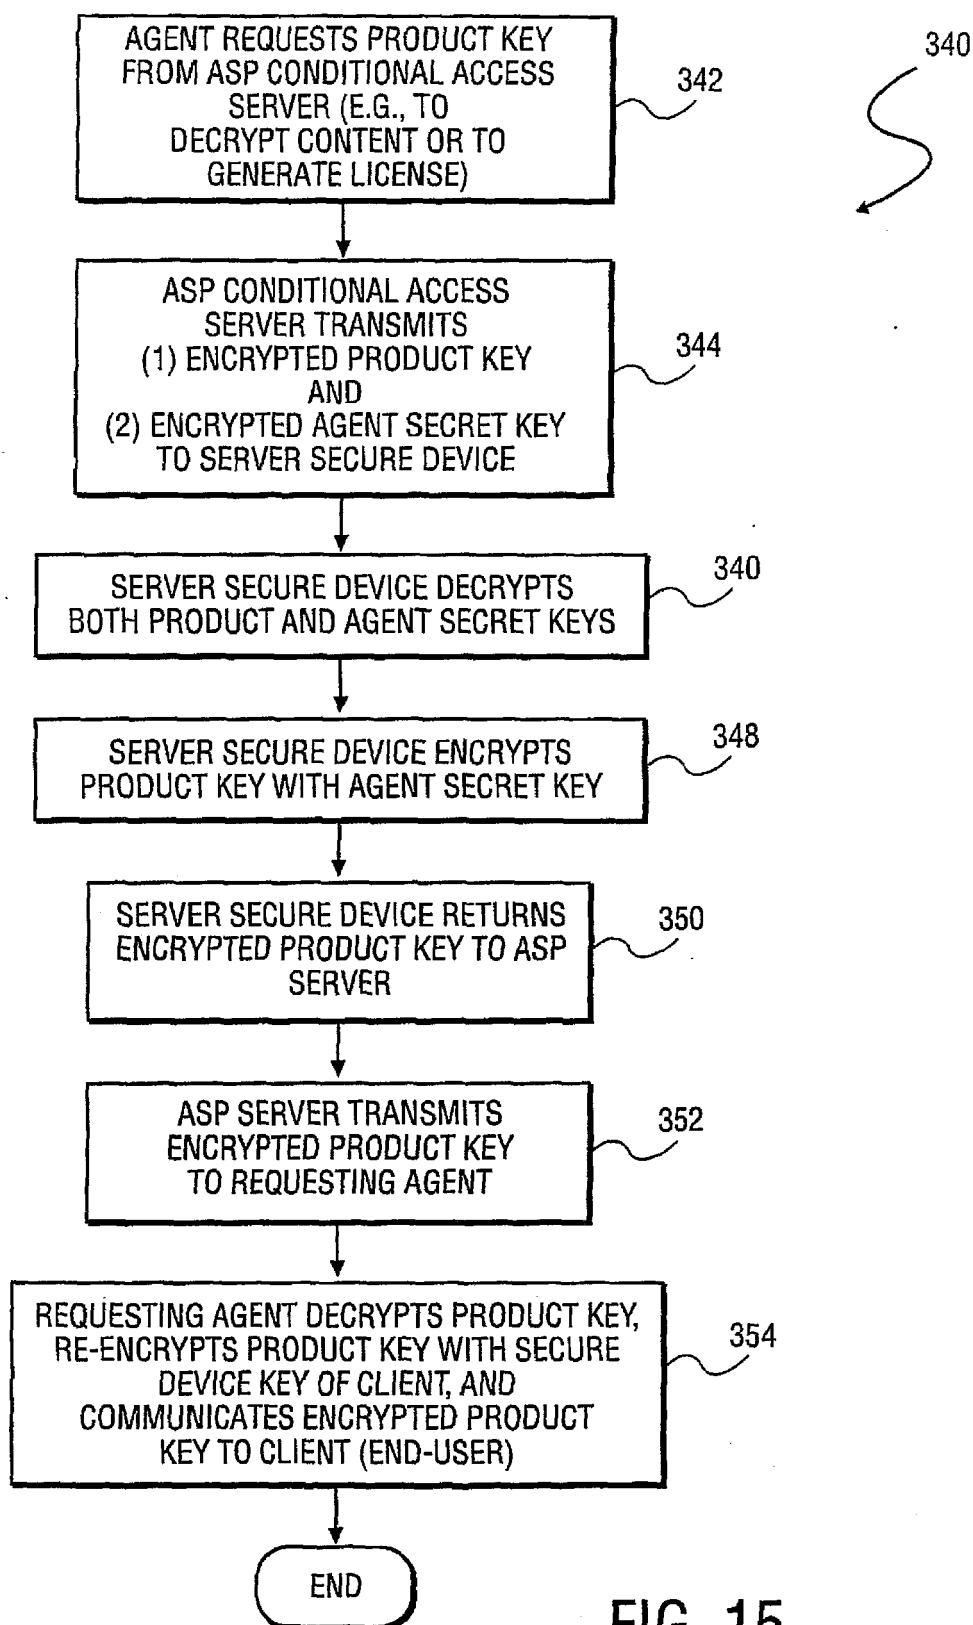 340
AGENT REQUESTS PRODUCT KEY
FROM ASP CONDITIONAL ACCESS
SERVER (E.G., TO
DECRYPT CONTENT OR TO
GENERATE LICENSE)
342
ASP CONDITIONAL ACCESS
SERVER TRANSMITS
(1) ENCRYPTED PRODUCT KEY
AND
(2) ENCRYPTED AGENT SECRET KEY
TO SERVER SECURE DEVICE
344
SERVER SECURE DEVICE DECRYPTS
BOTH PRODUCT AND AGENT SECRET KEYS
340
SERVER SECURE DEVICE ENCRYPTS
PRODUCT KEY WITH AGENT SECRET KEY
348
SERVER SECURE DEVICE RETURNS
ENCRYPTED PRODUCT KEY TO ASP
SERVER
350
ASP SERVER TRANSMITS
ENCRYPTED PRODUCT KEY
TO REQUESTING AGENT
352
REQUESTING AGENT DECRYPTS PRODUCT KEY,
RE-ENCRYPTS PRODUCT KEY WITH SECURE
DEVICE KEY OF CLIENT, AND
COMMUNICATES ENCRYPTED PRODUCT
KEY TO CLIENT (END-USER)
354
END
FIG. 15